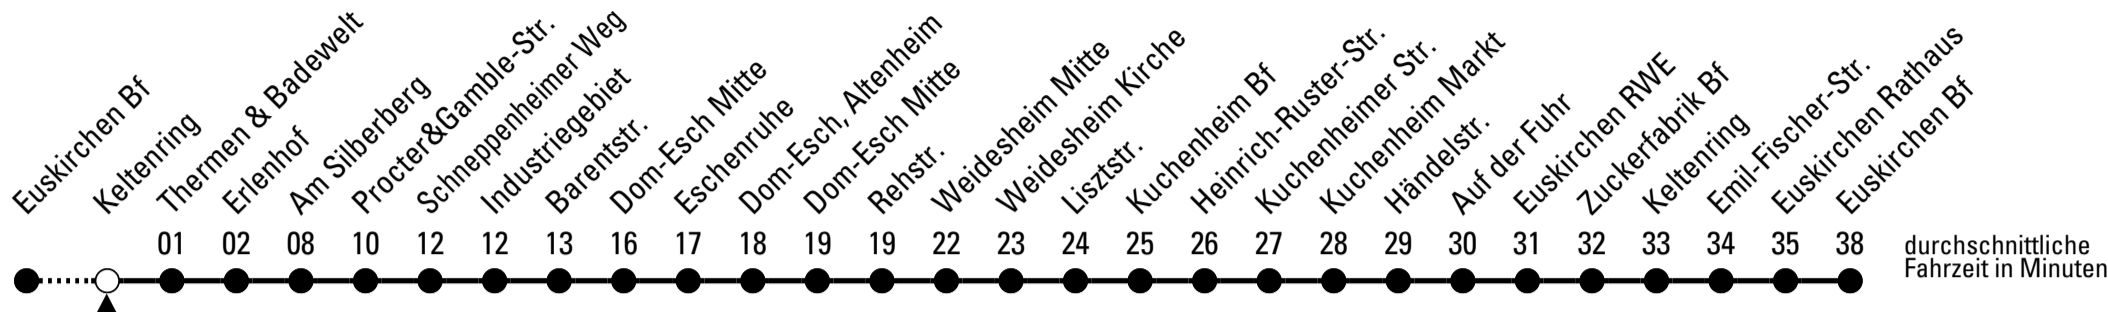 Euskirchen Bf
Keltenring
Thermen & Badewelt
Erlenhof
Am Silberberg
Procter&Gamble-Str.
Schneppenheimer Weg
Industriegebiet
Barentstr.
Dom-Esch Mitte
Eschenruhe
Dom-Esch, Altenheim
Dom-Esch Mitte
Rehstr.
Weidesheim Mitte
Weidesheim Kirche
Lisztstr.
Kuchenheim Bf
Heinrich-Ruster-Str.
Kuchenheimer Str.
Kuchenheim Markt
Händelstr.
Auf der Fuhr
Euskirchen RWE
Zuckerfabrik Bf
Keltenring
Emil-Fischer-Str.
Euskirchen Rathaus
Euskirchen Bf
01 02 08 10 12 12 13 16 17 18 19 19 22 23 24 25 26 27 28 29 30 31 32 33 34 35 38
durchschnittliche
Fahrzeit in Minuten